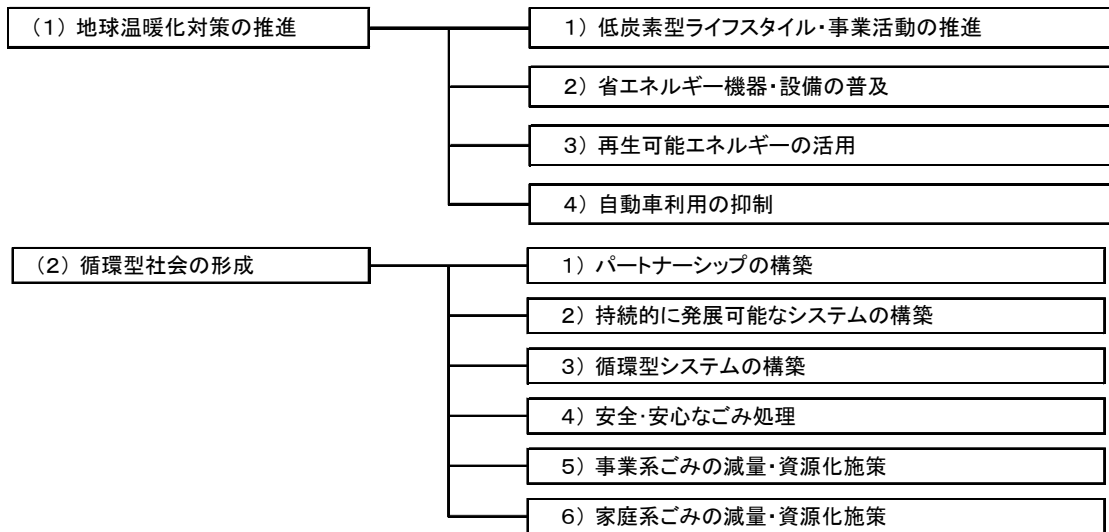 （１）地球温暖化対策の推進
１）低炭素型ライフスタイル・事業活動の推進
２）省エネルギー機器・設備の普及
３）再生可能エネルギーの活用
４）自動車利用の抑制
（２）循環型社会の形成
１）パートナーシップの構築
２）持続的に発展可能なシステムの構築
３）循環型システムの構築
４）安全・安心なごみ処理
５）事業系ごみの減量・資源化施策
６）家庭系ごみの減量・資源化施策